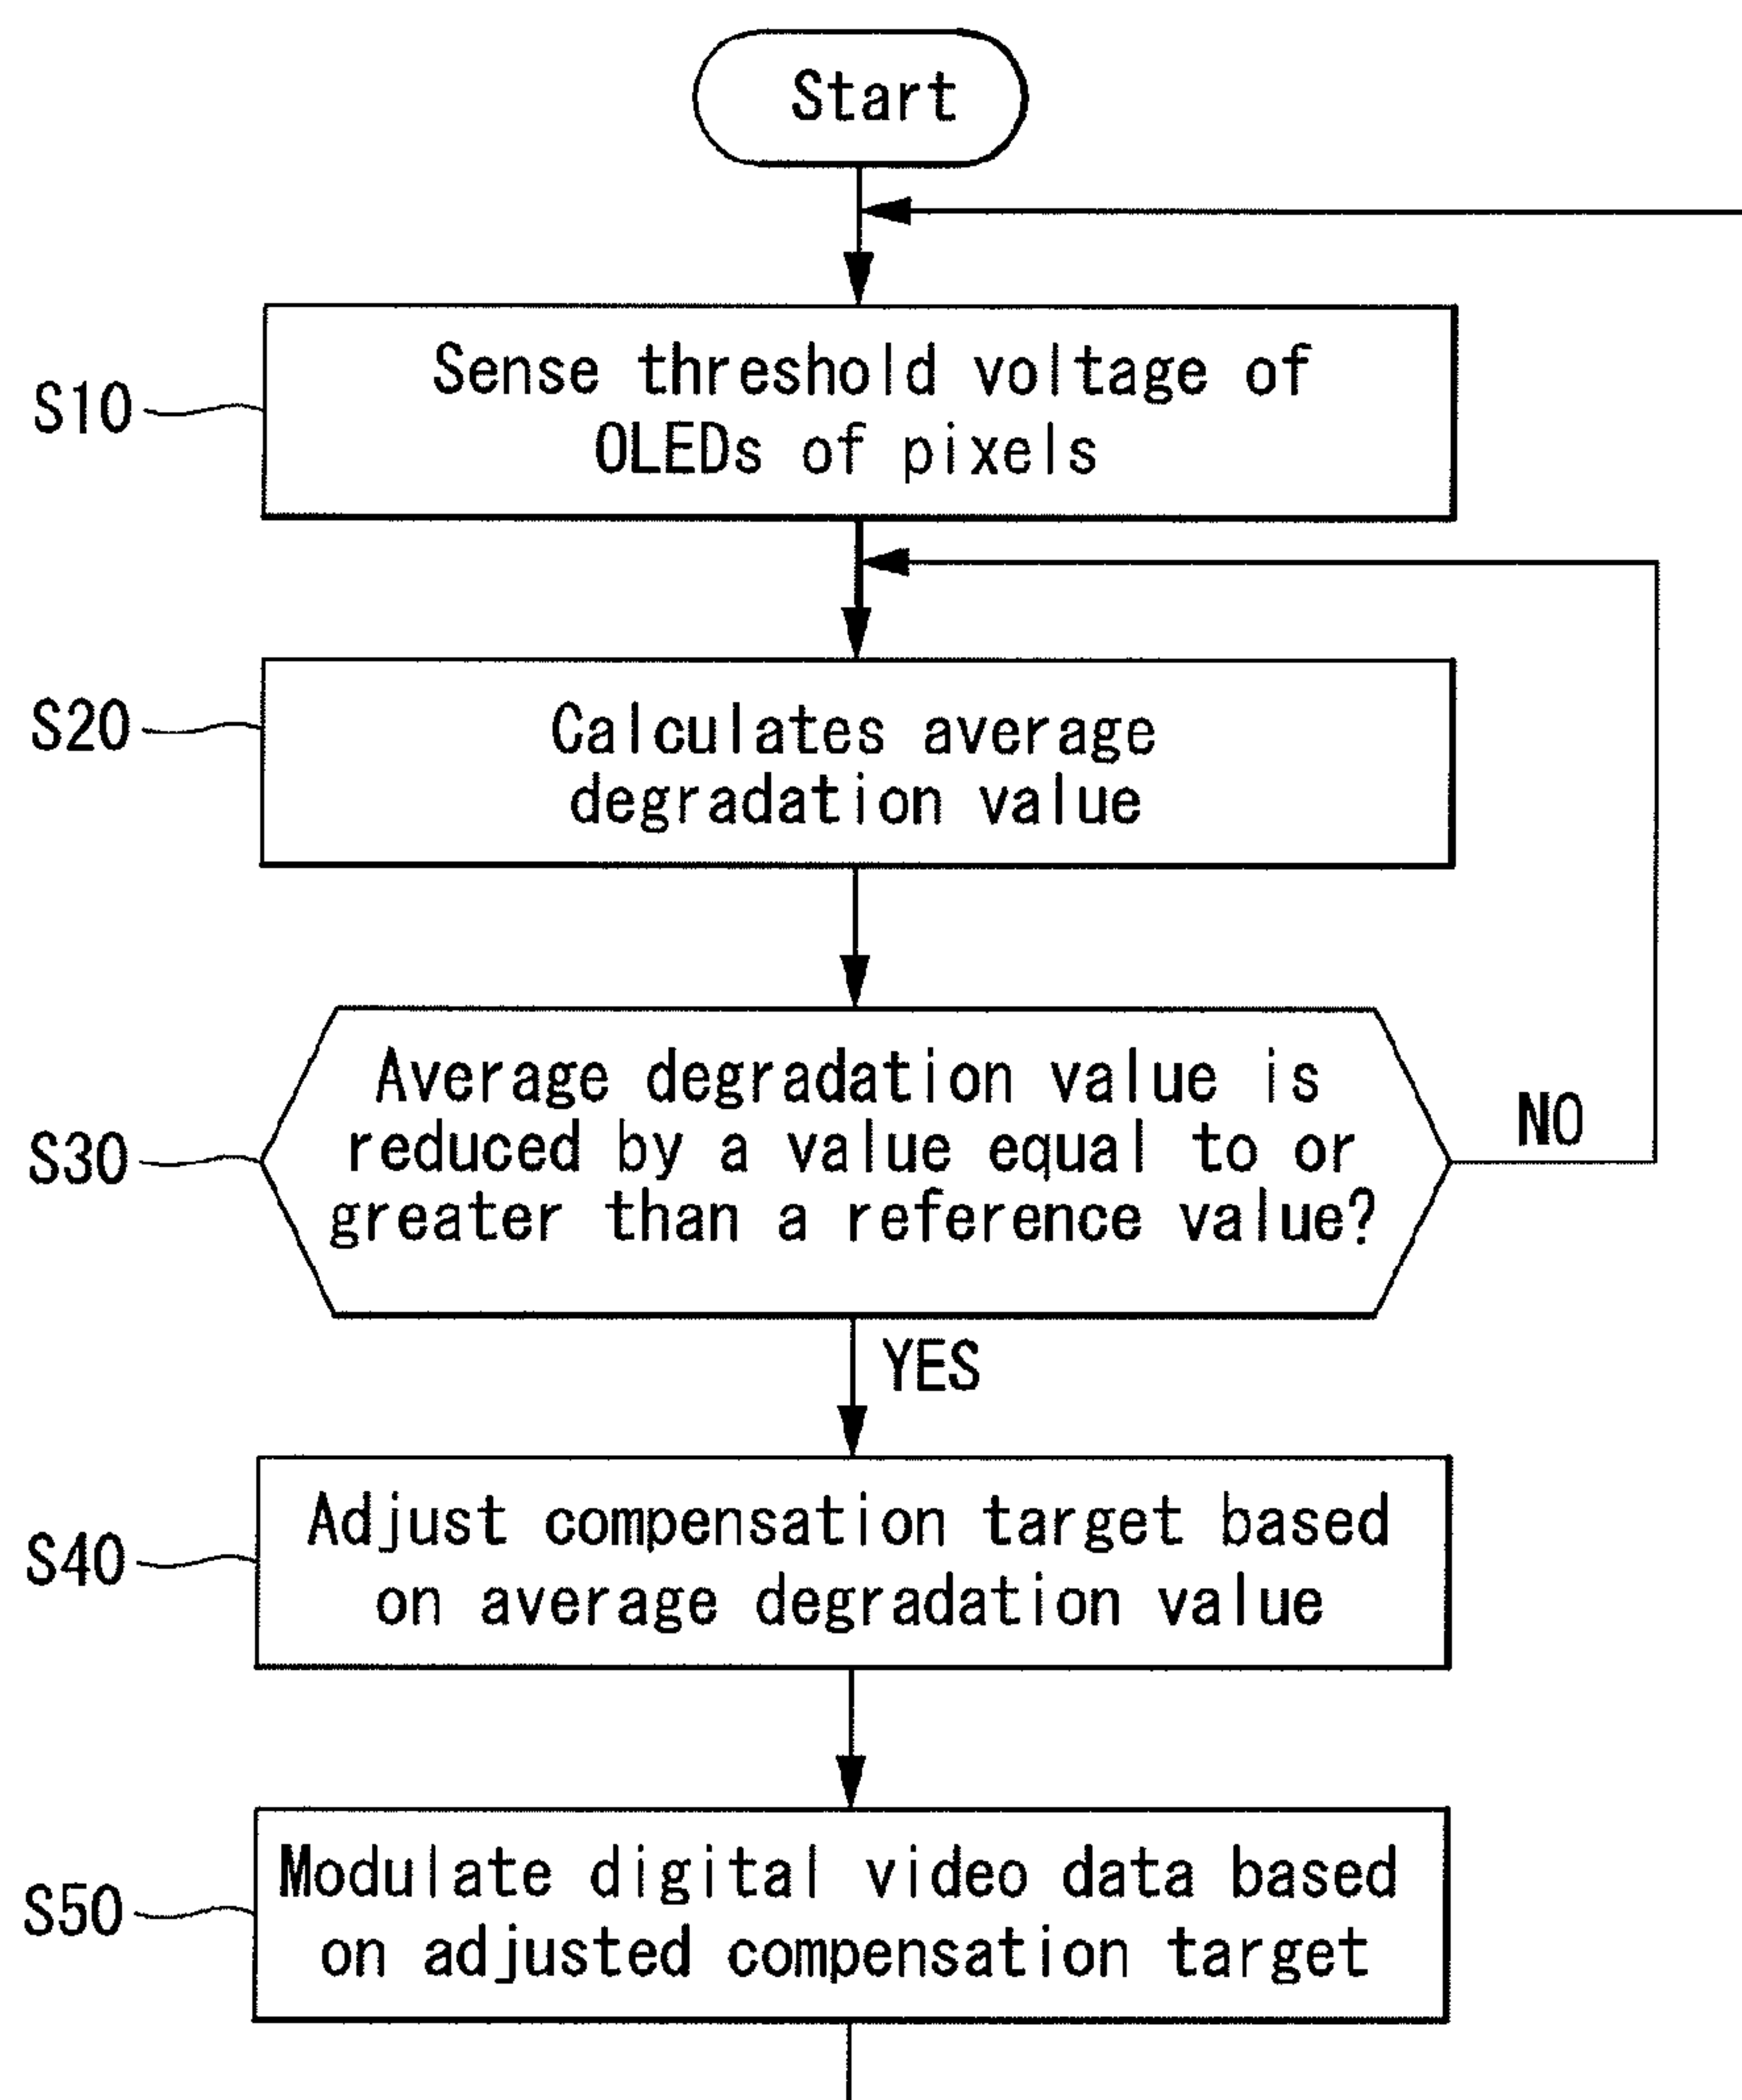 Start
S10
Sense threshold voltage of
OLEDs of pixels
S20
Calculates average
degradation value
S30
Average degradation value is
reduced by a value equal to or
greater than a reference value?
NO
YES
S40
Adjust compensation target based
on average degradation value
S50
Modulate digital video data based
on adjusted compensation target